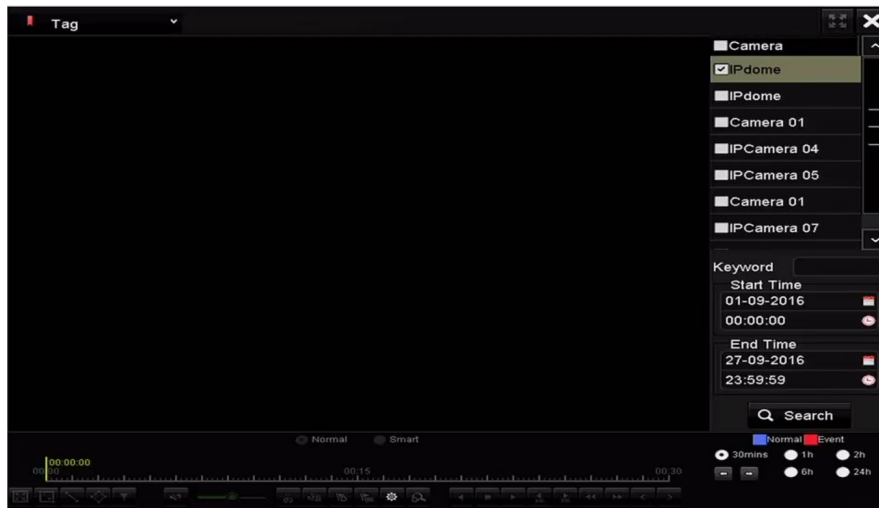 Tag
Camera
IPdome
IPdome
Camera 01
IPCamera 04
IPCamera 05
Camera 01
IPCamera 07
Keyword
Start Time
01-09-2016
00:00:00
End Time
27-09-2016
23:59:59
Search
Normal Smart
Normal Event
00:00:00
00:15 00:30
30mins 1h 2h
6h 24h